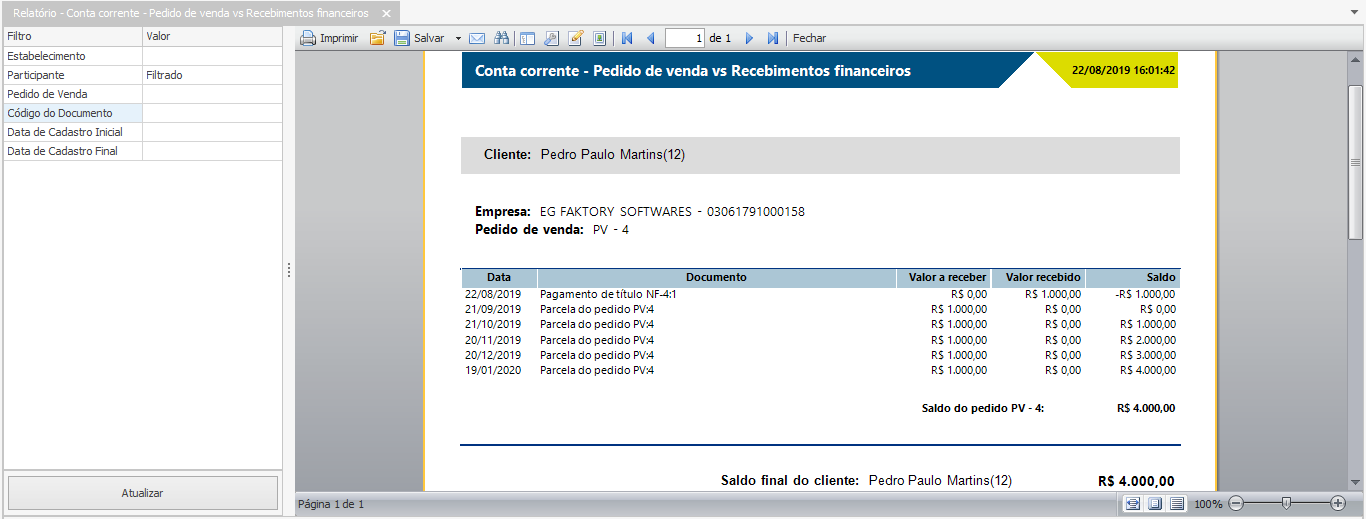 Relatório - Conta corrente - Pedido de venda vs Recebimentos financeiros
Filtro Valor
Estabelecimento
Participante Filtrado
Pedido de Venda
Código do Documento
Data de Cadastro Inicial
Data de Cadastro Final
Atualizar
Imprimir Salvar 1 de 1 Fechar
Conta corrente - Pedido de venda vs Recebimentos financeiros 22/08/2019 16:01:42
Cliente: Pedro Paulo Martins(12)
Empresa: EG FAKTORY SOFTWARES - 03061791000158
Pedido de venda: PV - 4
Data Documento Valor a receber Valor recebido Saldo
22/08/2019 Pagamento de título NF-4:1 R$ 0,00 R$ 1.000,00 -R$ 1.000,00
21/09/2019 Parcela do pedido PV:4 R$ 1.000,00 R$ 0,00 R$ 0,00
21/10/2019 Parcela do pedido PV:4 R$ 1.000,00 R$ 0,00 R$ 1.000,00
20/11/2019 Parcela do pedido PV:4 R$ 1.000,00 R$ 0,00 R$ 2.000,00
20/12/2019 Parcela do pedido PV:4 R$ 1.000,00 R$ 0,00 R$ 3.000,00
19/01/2020 Parcela do pedido PV:4 R$ 1.000,00 R$ 0,00 R$ 4.000,00
Saldo do pedido PV - 4: R$ 4.000,00
Saldo final do cliente: Pedro Paulo Martins(12) R$ 4.000,00
Página 1 de 1 100%